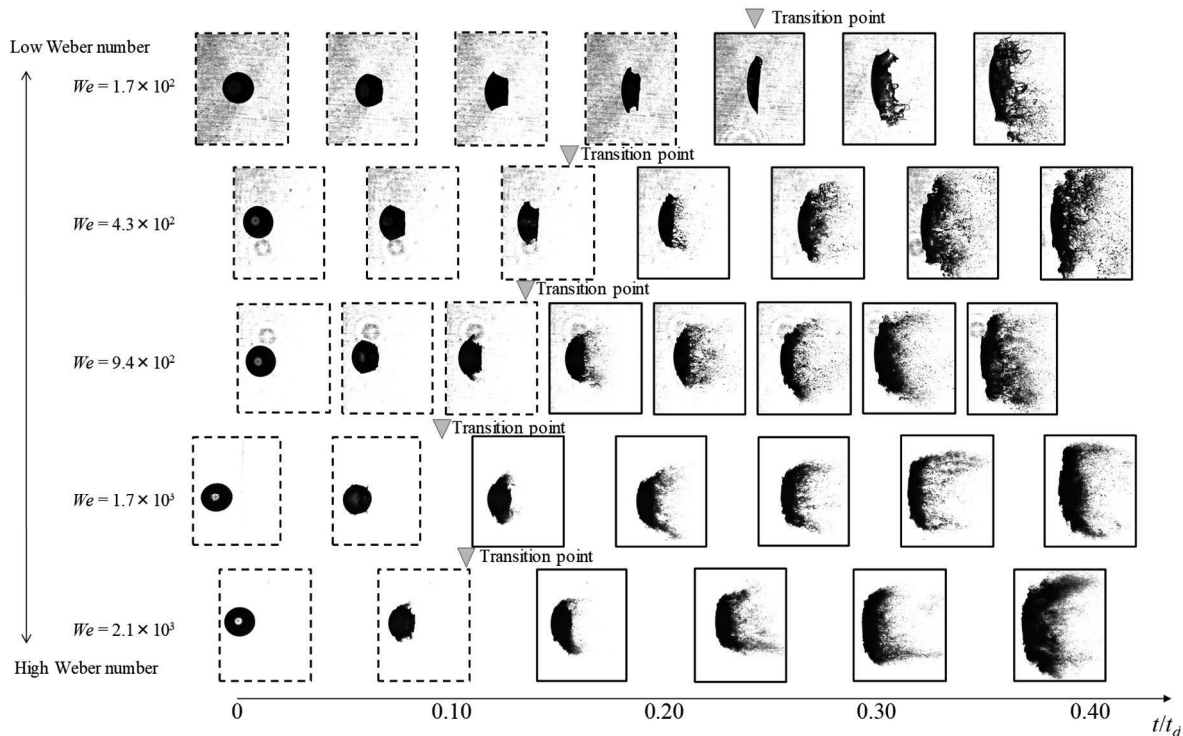 Transition point
Low Weber number
We = 1.7 × 10²
Transition point
We = 4.3 × 10²
Transition point
We = 9.4 × 10²
Transition point
We = 1.7 × 10³
Transition point
We = 2.1 × 10³
High Weber number
0 0.10 0.20 0.30 0.40
t/t_d